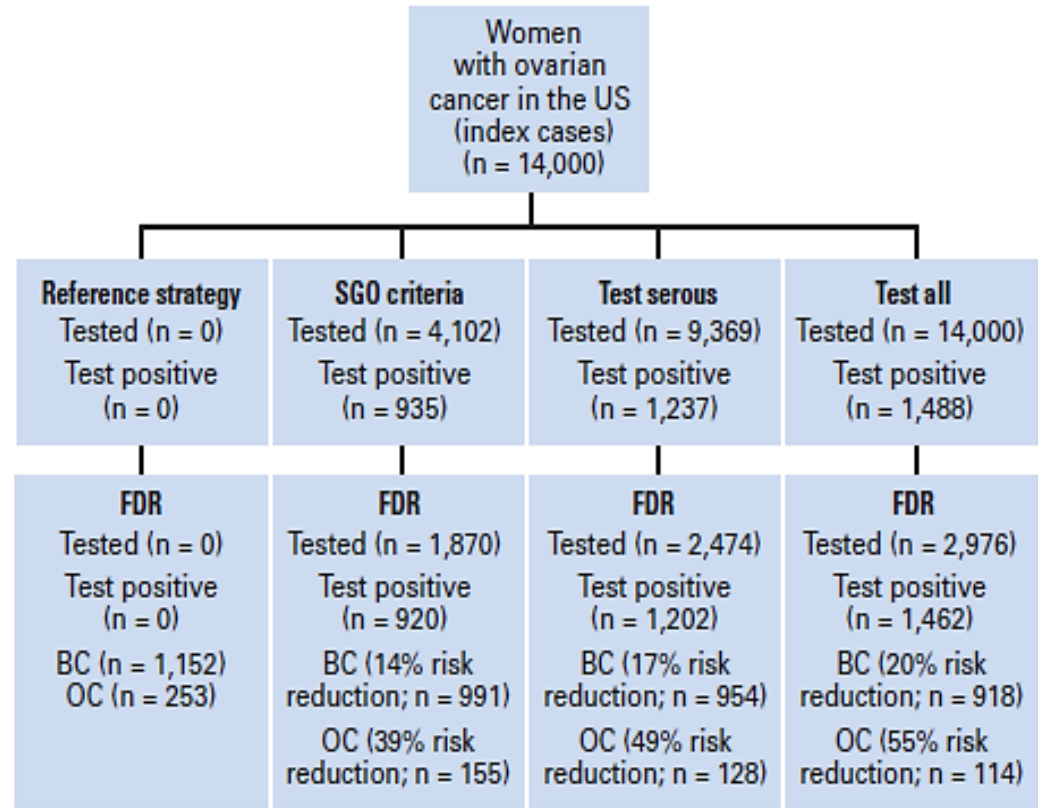 Women
with ovarian
cancer in the US
(index cases)
(n = 14,000)
Reference strategy
Tested (n = 0)
Test positive
(n = 0)
SGO criteria
Tested (n = 4,102)
Test positive
(n = 935)
Test serous
Tested (n = 9,369)
Test positive
(n = 1,237)
Test all
Tested (n = 14,000)
Test positive
(n = 1,488)
FDR
Tested (n = 0)
Test positive
(n = 0)
BC (n = 1,152)
OC (n = 253)
FDR
Tested (n = 1,870)
Test positive
(n = 920)
BC (14% risk
reduction; n = 991)
OC (39% risk
reduction; n = 155)
FDR
Tested (n = 2,474)
Test positive
(n = 1,202)
BC (17% risk
reduction; n = 954)
OC (49% risk
reduction; n = 128)
FDR
Tested (n = 2,976)
Test positive
(n = 1,462)
BC (20% risk
reduction; n = 918)
OC (55% risk
reduction; n = 114)